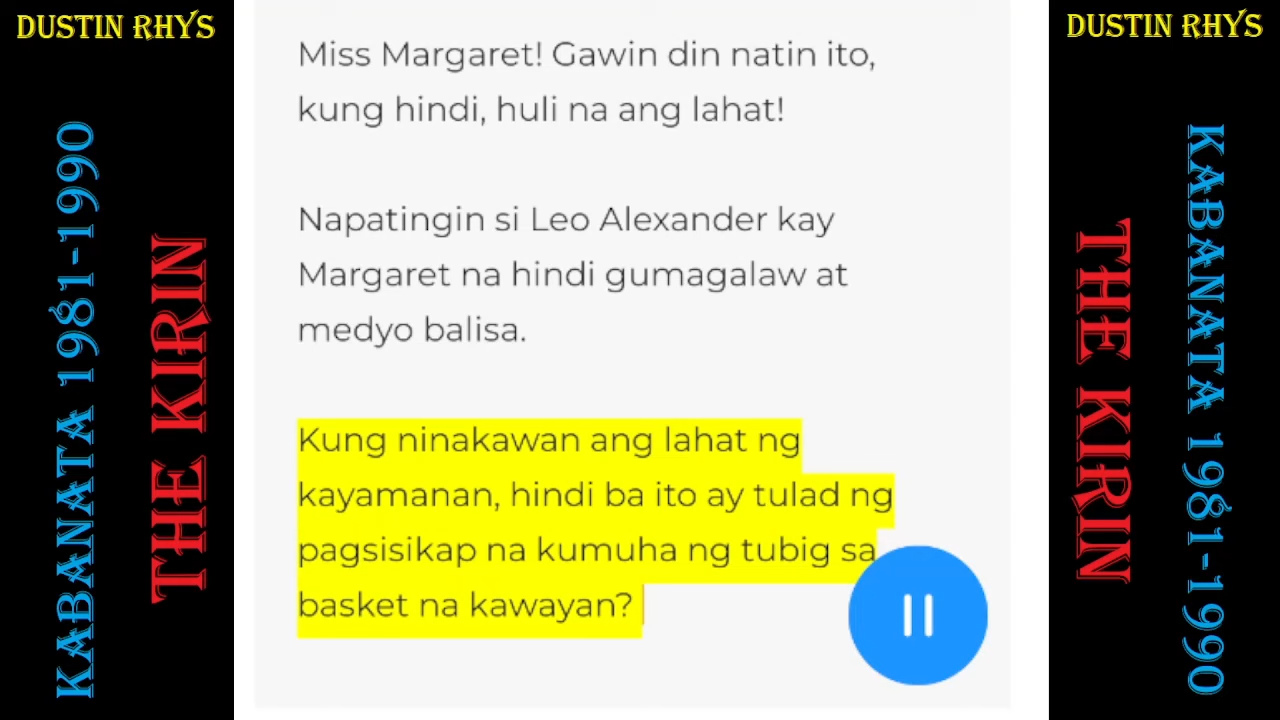 DUSTIN RHYS
KABANATA 1981-1990
THE KIRIN
Miss Margaret! Gawin din natin ito,
kung hindi, huli na ang lahat!
Napatingin si Leo Alexander kay
Margaret na hindi gumagalaw at
medyo balisa.
Kung ninakawan ang lahat ng
kayamanan, hindi ba ito ay tulad ng
pagsisikap na kumuha ng tubig sa
basket na kawayan?
DUSTIN RHYS
THE KIRIN
KABANATA 1981-1990